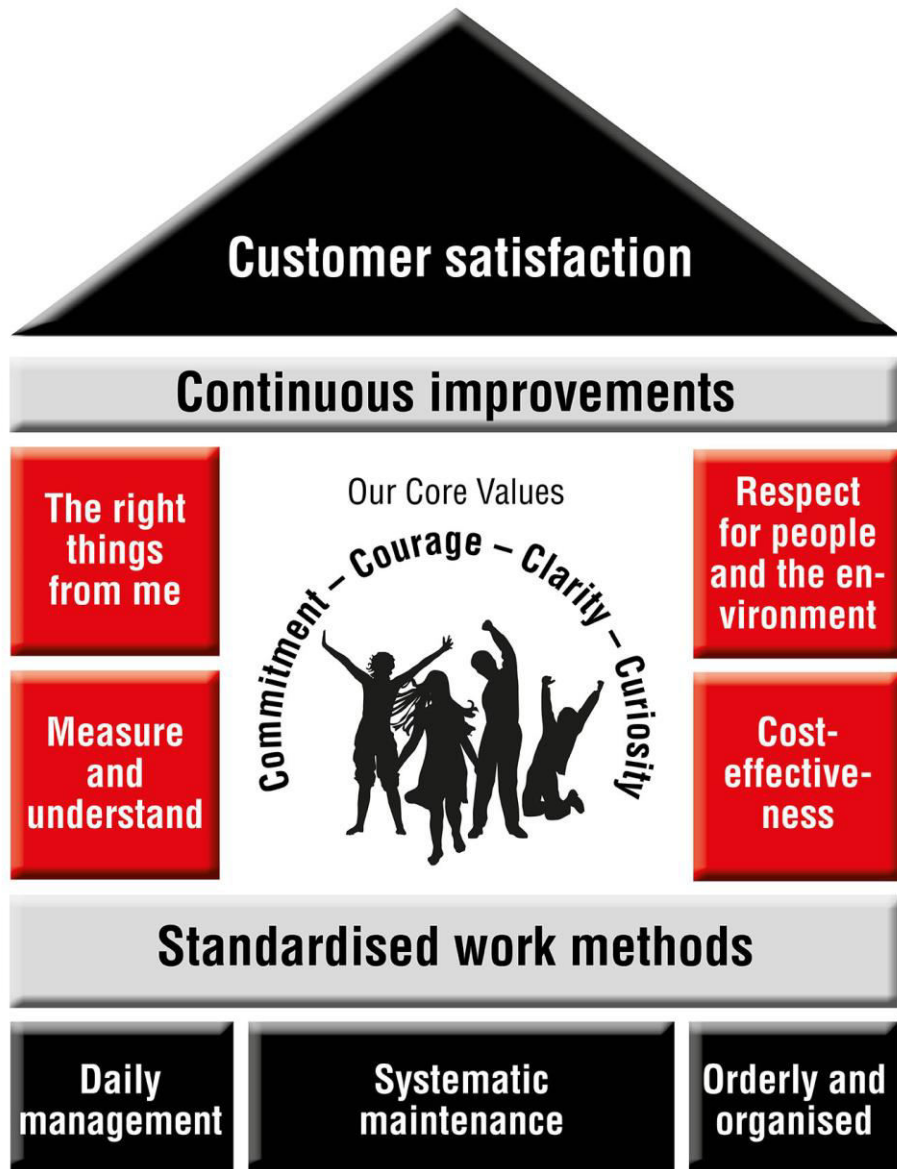 Customer satisfaction
Continuous improvements
The right
things
from me
Our Core Values
Commitment – Courage – Clarity – Curiosity
Respect
for people
and the en-
vironment
Measure
and
understand
Cost-
effective-
ness
Standardised work methods
Daily
management
Systematic
maintenance
Orderly and
organised